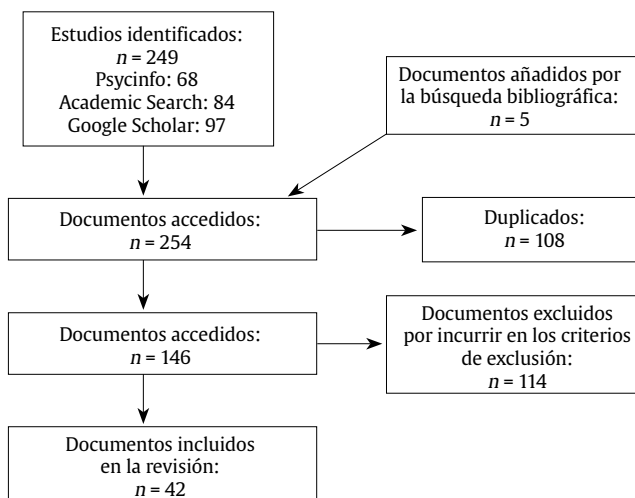 Estudios identificados:
n = 249
Psycinfo: 68
Academic Search: 84
Google Scholar: 97
Documentos añadidos por
la búsqueda bibliográfica:
n = 5
Documentos accedidos:
n = 254
Duplicados:
n = 108
Documentos accedidos:
n = 146
Documentos excluidos
por incurrir en los criterios
de exclusión:
n = 114
Documentos incluidos
en la revisión:
n = 42